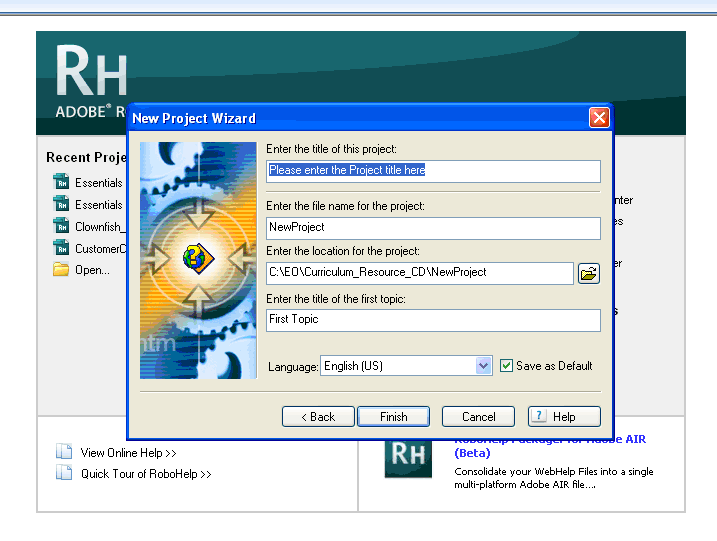 RH
ADOBE® R
New Project Wizard
Recent Proje
Essentials
Essentials
Clownfish_
CustomerC
Open...
Enter the title of this project:
Please enter the Project title here
Enter the file name for the project:
NewProject
Enter the location for the project:
C:\EO\Curriculum_Resource_CD\NewProject
Enter the title of the first topic:
First Topic
Language: English (US)
Save as Default
htm
< Back
Finish
Cancel
? Help
View Online Help >>
Quick Tour of RoboHelp >>
RH
RoboHelp Packager for Adobe AIR
(Beta)
Consolidate your WebHelp Files into a single
multi-platform Adobe AIR file....